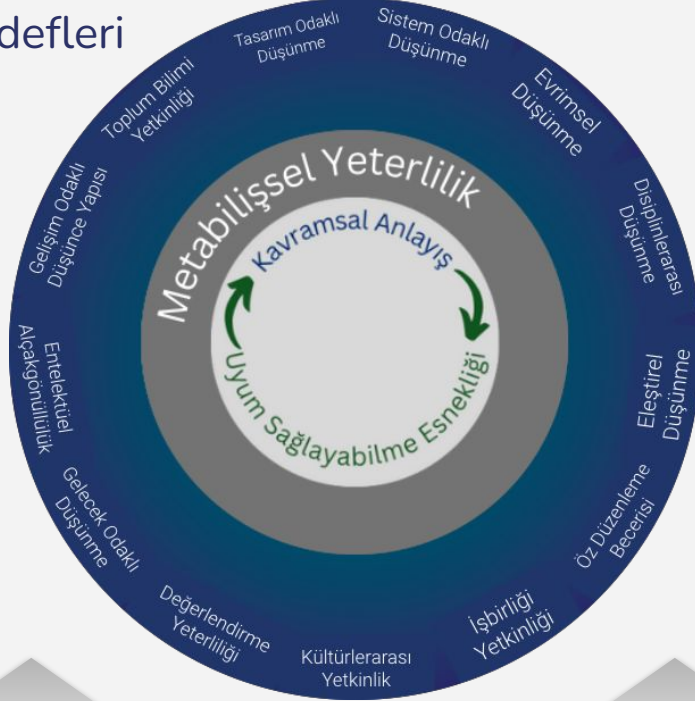 defleri
Tasarım Odaklı
Düşünme
Sistem Odaklı
Düşünme
Evrimsel
Düşünme
Disiplinlerarası
Düşünme
Eleştirel
Düşünme
Öz Düzenleme
Becerisi
İşbirliği
Yetkinliği
Kültürlerarası
Yetkinlik
Değerlendirme
Yeterliliği
Gelecek Odaklı
Düşünme
Entelektüel
Alçakgönüllülük
Gelişim Odaklı
Düşünce Yapısı
Toplum Bilimi
Yetkinliği
Metabilişsel Yeterlilik
Kavramsal Anlayış
Uyum Sağlayabilme Esnekliği